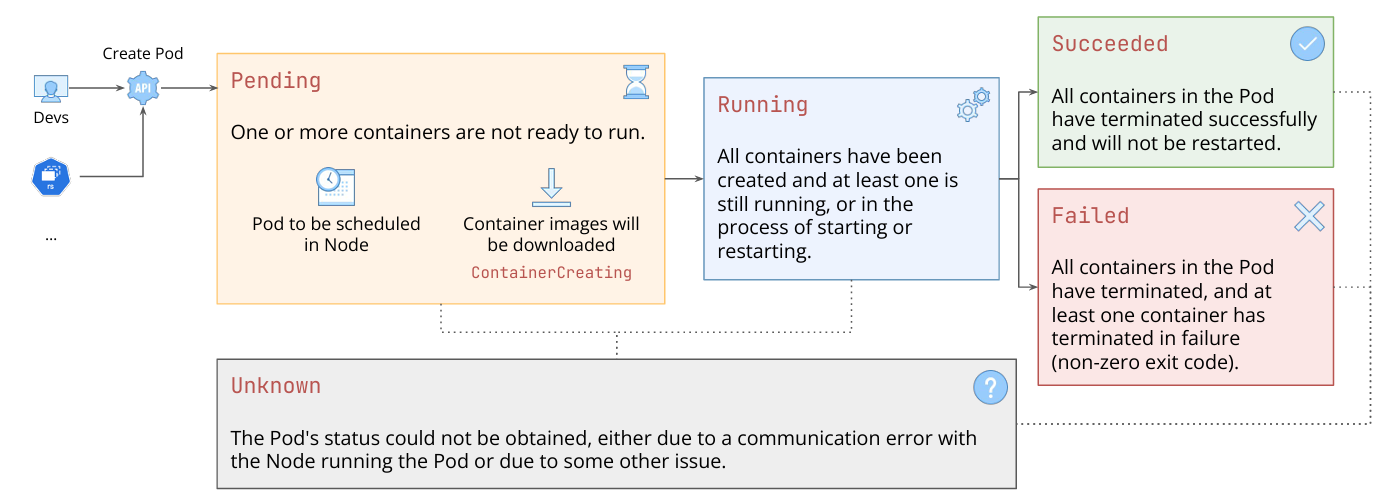 Create Pod
API
Devs
rs
...
Pending
One or more containers are not ready to run.
Pod to be scheduled
in Node
Container images will
be downloaded
ContainerCreating
Running
All containers have been
created and at least one is
still running, or in the
process of starting or
restarting.
Succeeded
All containers in the Pod
have terminated successfully
and will not be restarted.
Failed
All containers in the Pod
have terminated, and at
least one container has
terminated in failure
(non-zero exit code).
Unknown
?
The Pod's status could not be obtained, either due to a communication error with
the Node running the Pod or due to some other issue.